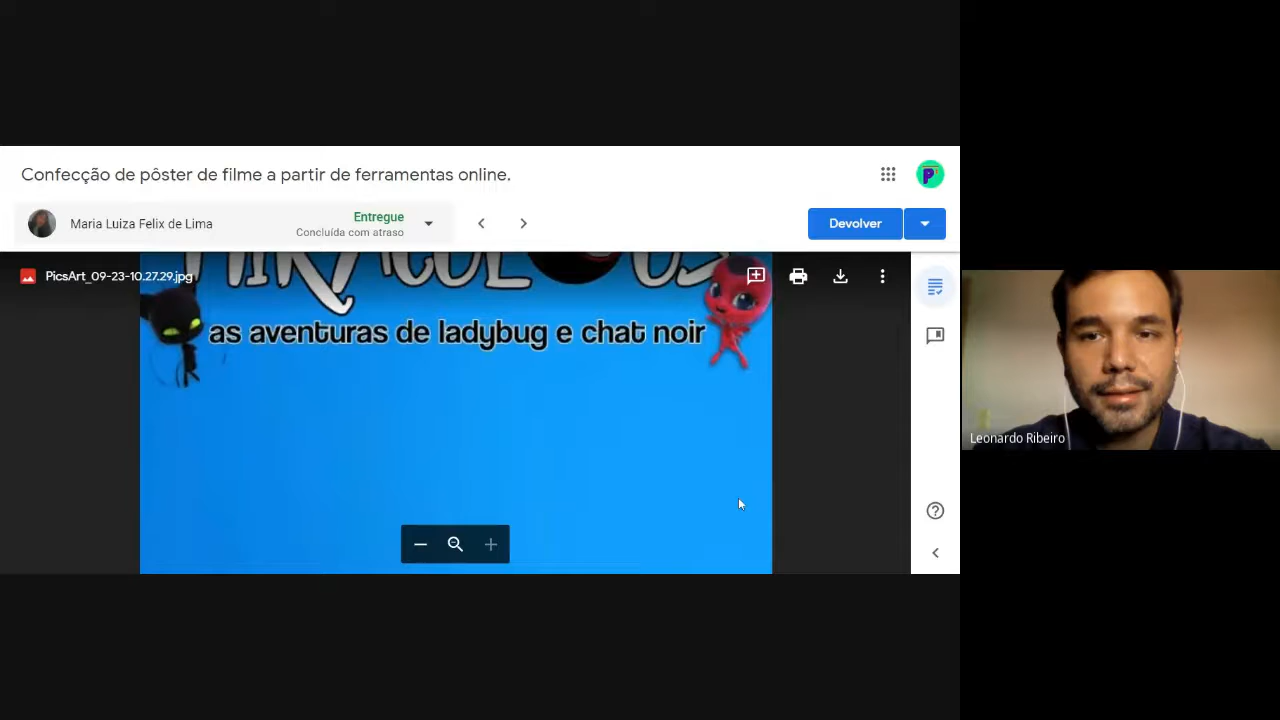 Confecção de pôster de filme a partir de ferramentas online.
Maria Luiza Felix de Lima
Entregue
Concluída com atraso
Devolver
PicsArt_09-23-10.27.29.jpg
MIRACULOUS
as aventuras de ladybug e chat noir
Leonardo Ribeiro